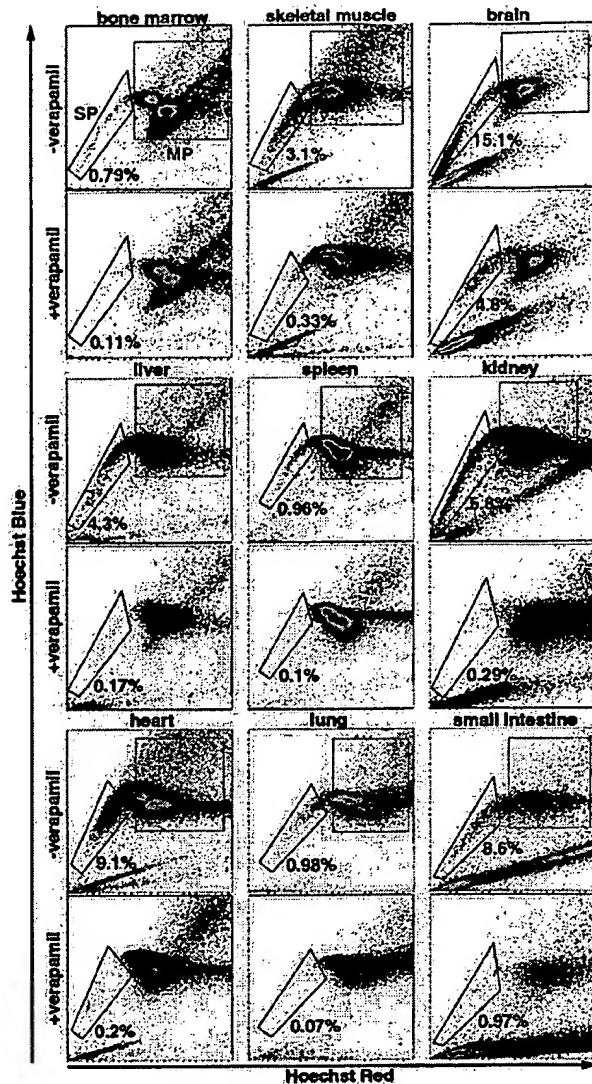 bone marrow skeletal muscle brain
-verapamil
SP
MP
0.79%
3.1%
15.1%
+verapamil
0.11%
0.33%
4.8%
liver spleen kidney
-verapamil
4.3%
0.96%
+verapamil
0.17%
0.1%
0.29%
heart lung small intestine
-verapamil
9.1%
0.98%
8.6%
+verapamil
0.2%
0.07%
0.97%
Hoechst Blue
Hoechst Red